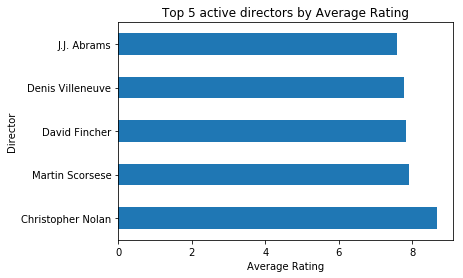 Top 5 active directors by Average Rating
J.J. Abrams
Denis Villeneuve
David Fincher
Martin Scorsese
Christopher Nolan
Director
0 2 4 6 8
Average Rating